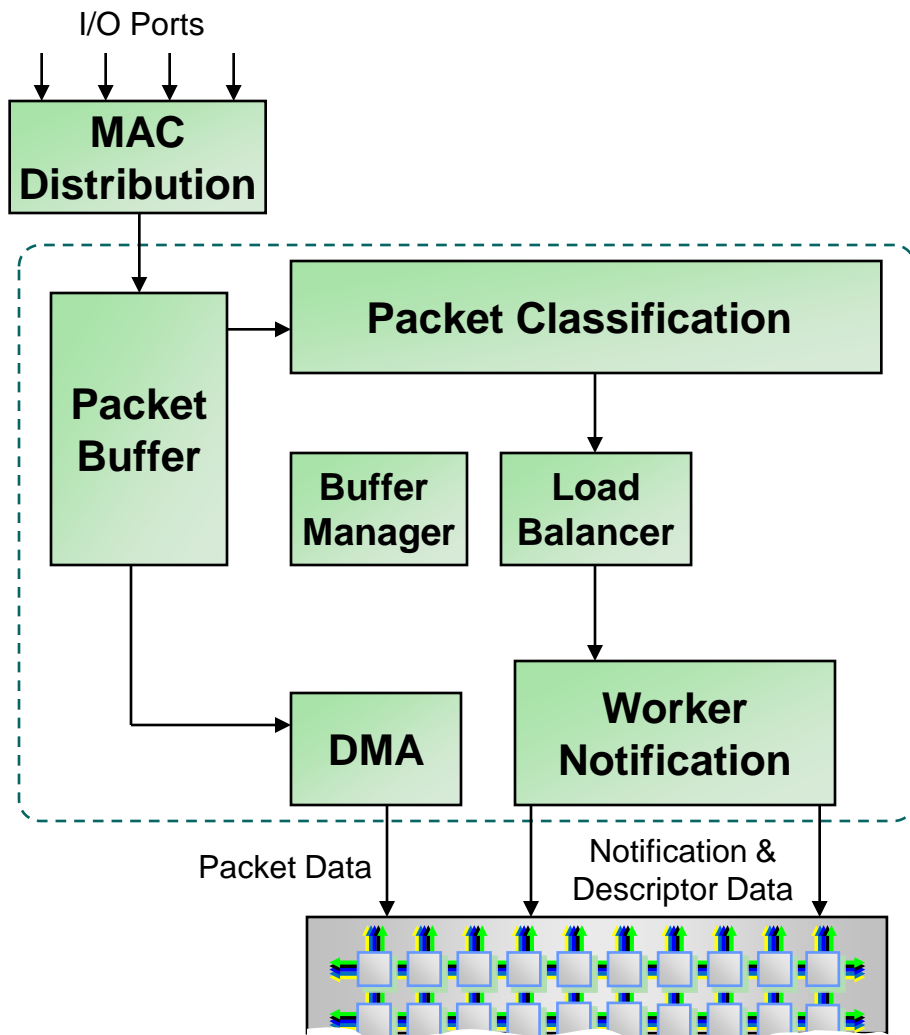 I/O Ports
MAC
Distribution
Packet Classification
Packet
Buffer
Buffer
Manager
Load
Balancer
DMA
Worker
Notification
Packet Data
Notification &
Descriptor Data